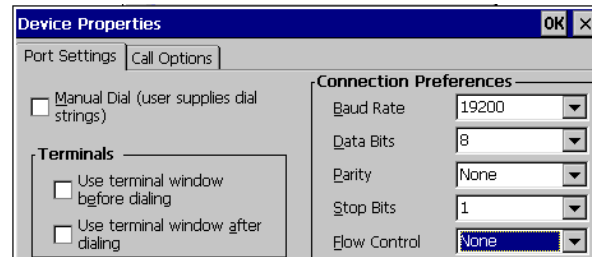 Device Properties
OK ×
Port Settings
Call Options
Manual Dial (user supplies dial
strings)
Terminals
Use terminal window
before dialing
Use terminal window after
dialing
Connection Preferences
Baud Rate
19200
Data Bits
8
Parity
None
Stop Bits
1
Flow Control
None